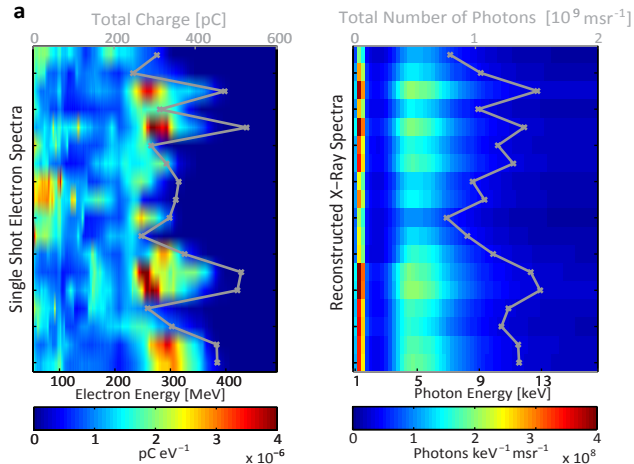 a
Total Charge [pC]
0 200 400 600
Single Shot Electron Spectra
100 200 300 400
Electron Energy [MeV]
0 1 2 3 4
pC eV⁻¹
x 10⁻⁶
Total Number of Photons [10⁹ msr⁻¹]
0 1 2
Reconstructed X-Ray Spectra
1 5 9 13
Photon Energy [keV]
0 1 2 3 4
Photons keV⁻¹ msr⁻¹
x 10⁸